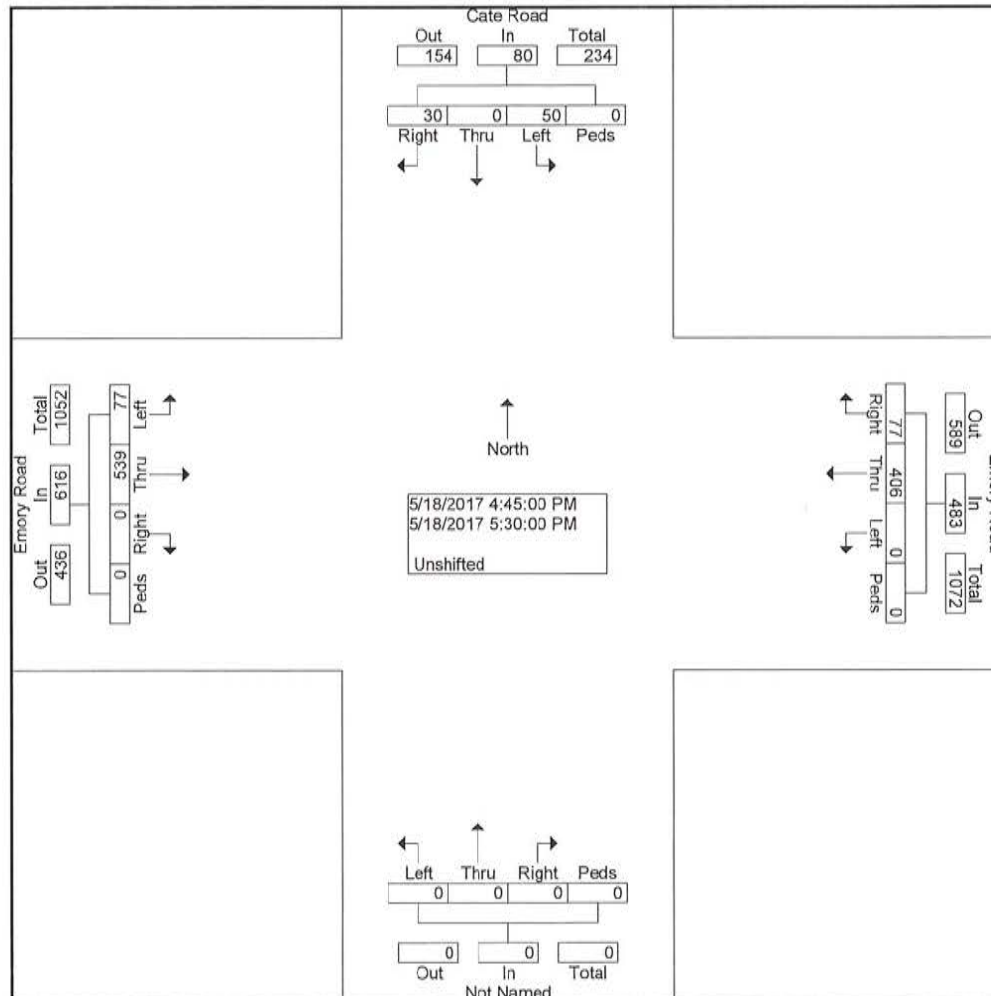 Cate Road
Out In Total
154 80 234
30 0 50 0
Right Thru Left Peds
Emory Road
Total In Out
1052 616 436
77 539 0 0
Left Thru Right Peds
North
5/18/2017 4:45:00 PM
5/18/2017 5:30:00 PM
Unshifted
Right Thru Left Peds
77 406 0 0
589 483 1072
Out In Total
Left Thru Right Peds
0 0 0 0
0 0 0
Out In Total
Not Named